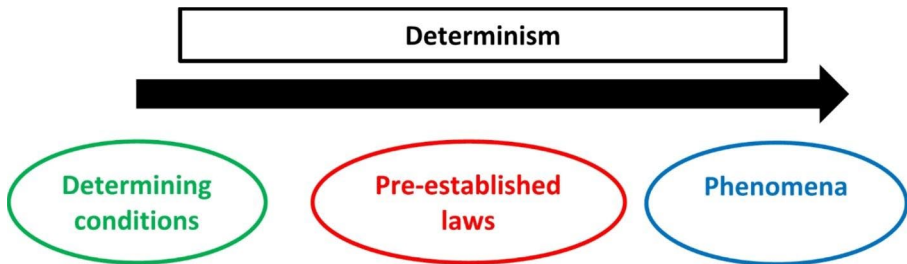 Determinism
Determining
conditions
Pre-established
laws
Phenomena